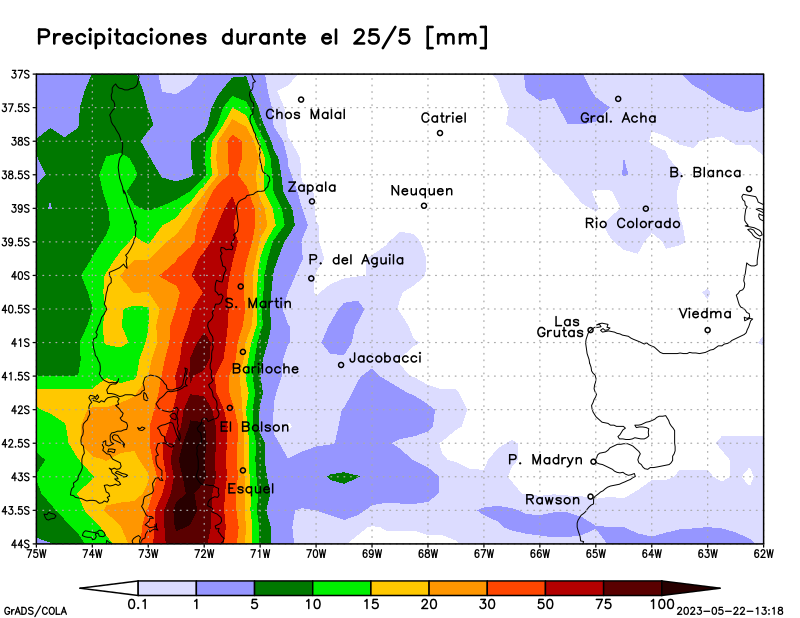 Precipitaciones durante el 25/5 [mm]
37S
37.5S
38S
38.5S
39S
39.5S
40S
40.5S
41S
41.5S
42S
42.5S
43S
43.5S
44S
Chos Malal
Catriel
Gral. Acha
B. Blanca
Zapala
Neuquen
Rio Colorado
P. del Aguila
S. Martin
Viedma
Las
Grutas
Bariloche
Jacobacci
El Bolson
P. Madryn
Esquel
Rawson
75W 74W 73W 72W 71W 70W 69W 68W 67W 66W 65W 64W 63W 62W
0.1 1 5 10 15 20 30 50 75 100
GrADS/COLA
2023-05-22-13:18